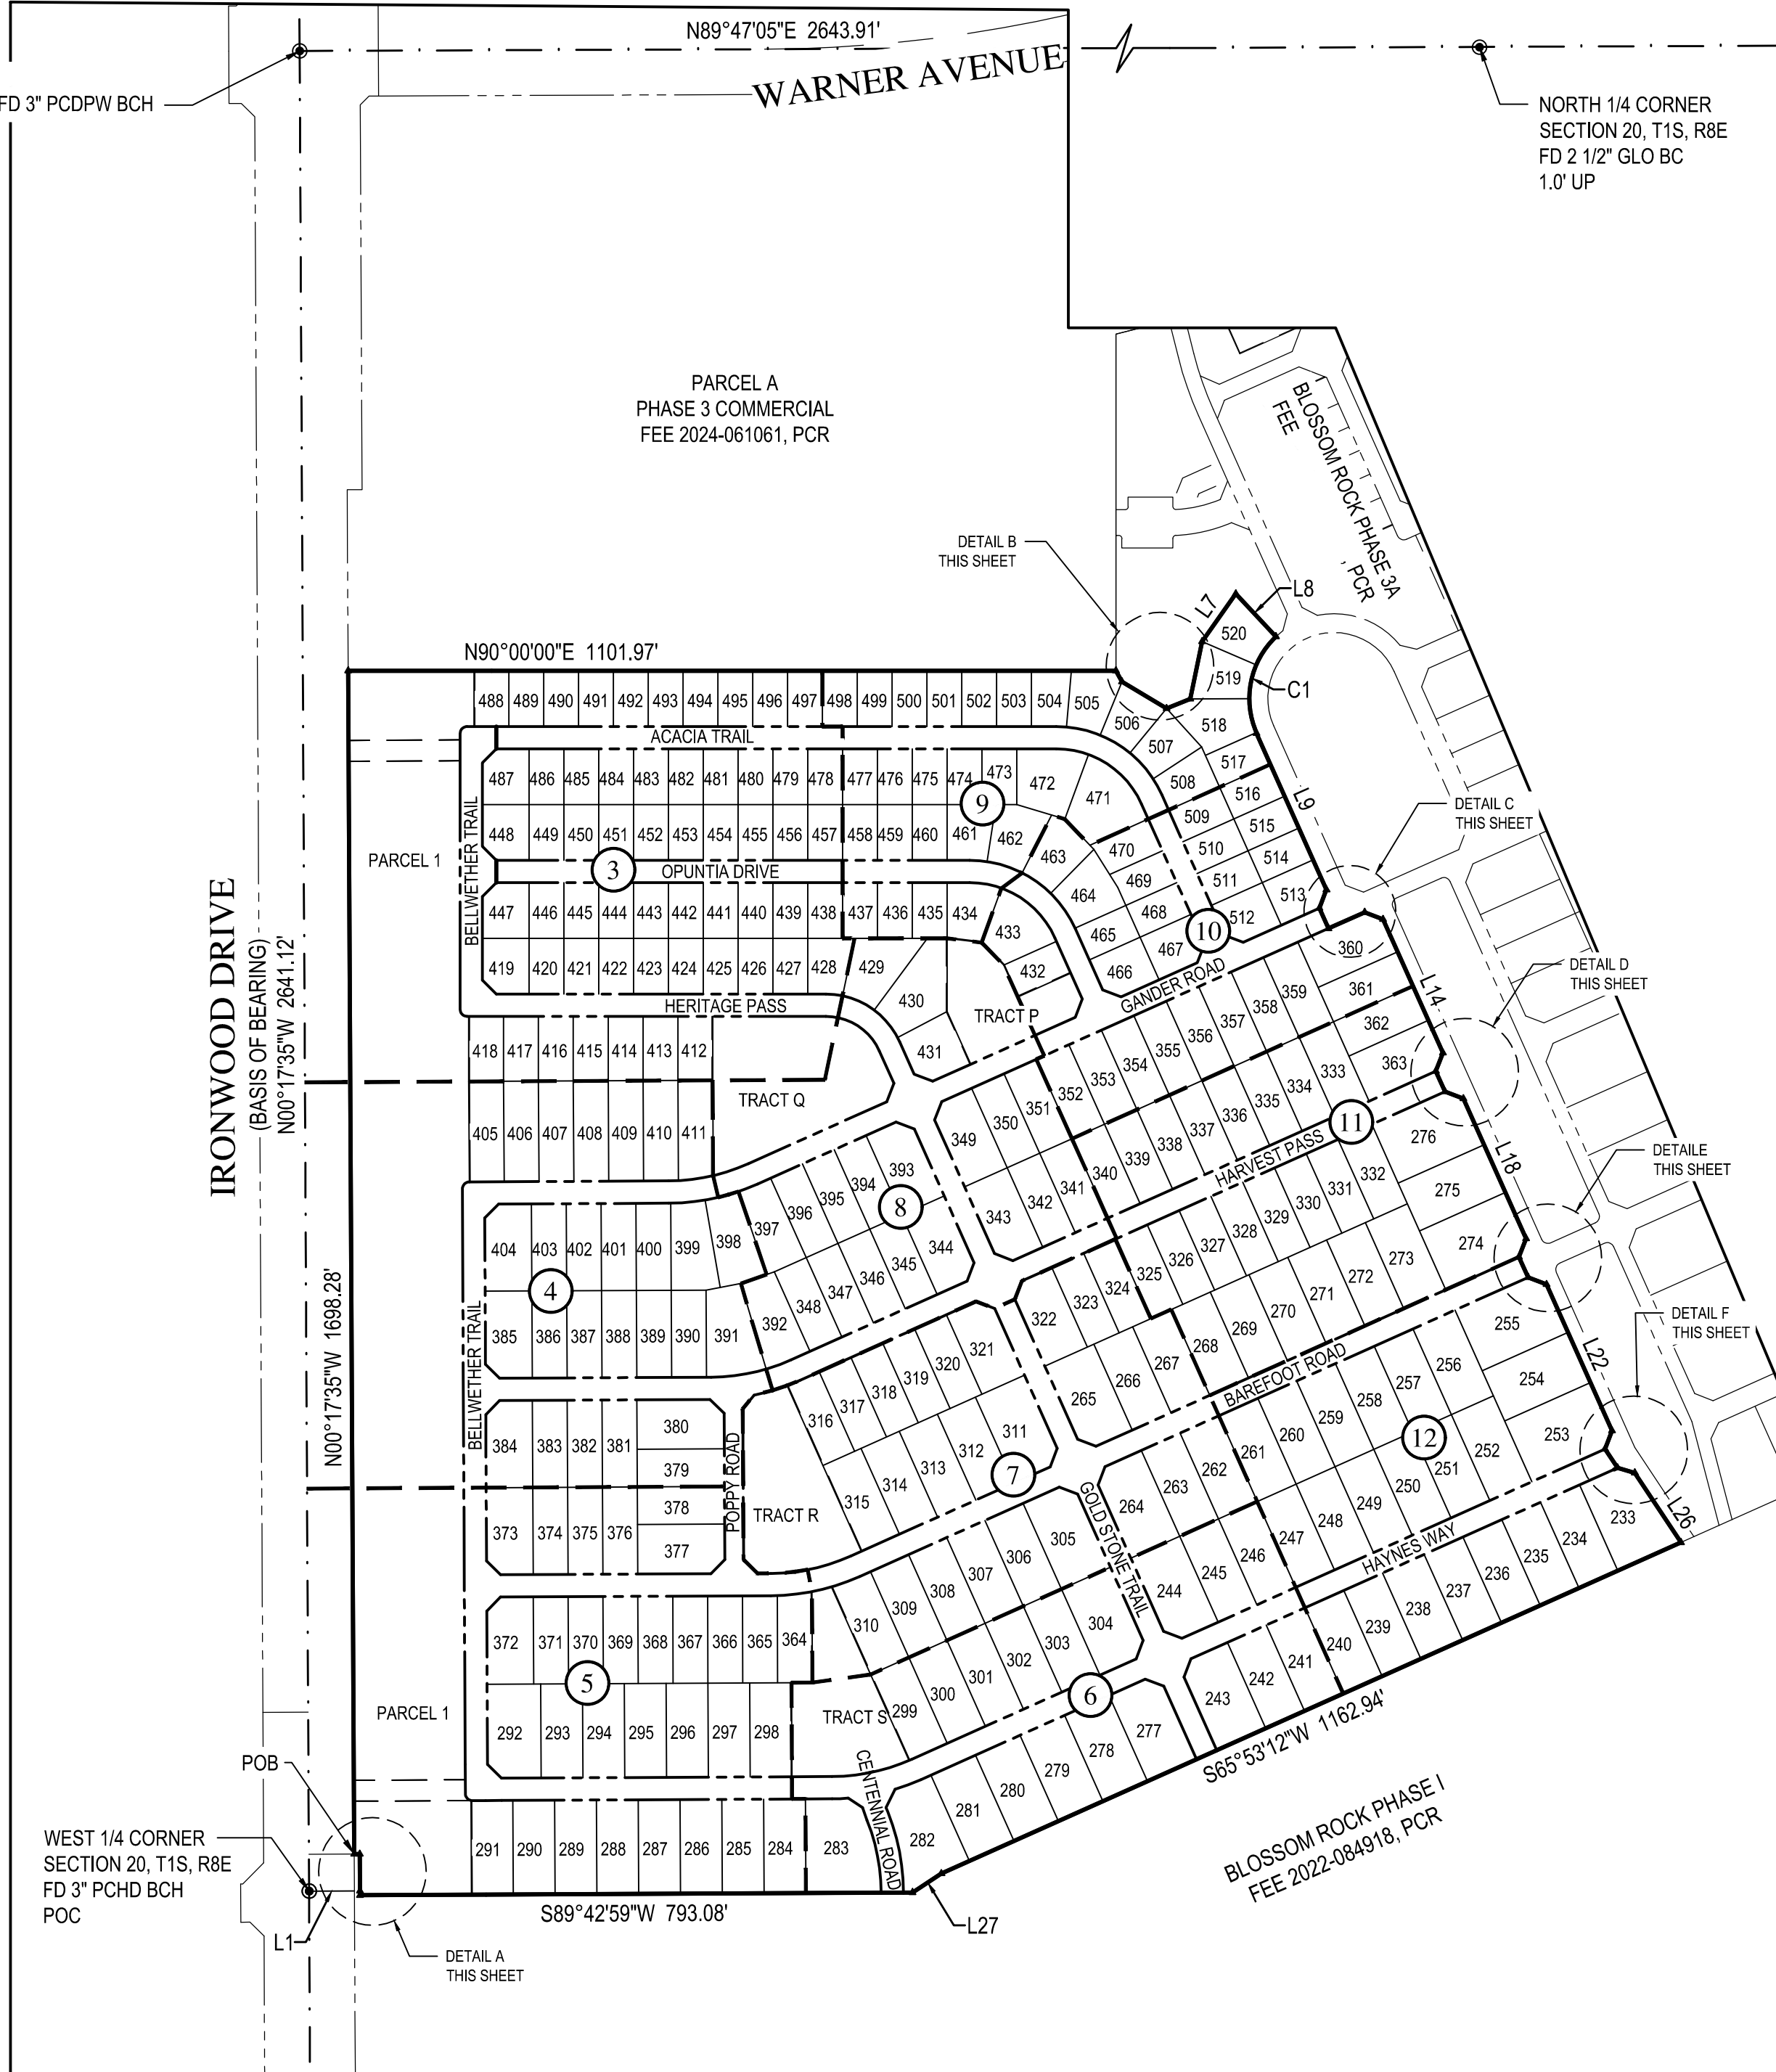 N89°47'05"E 2643.91'
WARNER AVENUE
FD 3" PCDPW BCH
NORTH 1/4 CORNER
SECTION 20, T1S, R8E
FD 2 1/2" GLO BC
1.0' UP
PARCEL A
PHASE 3 COMMERCIAL
FEE 2024-061061, PCR
BLOSSOM ROCK PHASE 3A
FEE , PCR
DETAIL B
THIS SHEET
L7
L8
520
519
C1
N90°00'00"E 1101.97'
488 489 490 491 492 493 494 495 496 497 498 499 500 501 502 503 504 505
506
507
518
517
508
ACACIA TRAIL
487 486 485 484 483 482 481 480 479 478 477 476 475 474 473 472 471
9
516
509
515
510
514
511
513
512
L9
DETAIL C
THIS SHEET
BELLWETHER TRAIL
448 449 450 451 452 453 454 455 456 457 458 459 460 461 462 463
470
469
468
467
464
465
466
10
PARCEL 1
3
OPUNTIA DRIVE
447 446 445 444 443 442 441 440 439 438 437 436 435 434
433
432
419 420 421 422 423 424 425 426 427 428 429
430
431
HERITAGE PASS
TRACT P
GANDER ROAD
360
361
362
363
L14
DETAIL D
THIS SHEET
IRONWOOD DRIVE
(BASIS OF BEARING)
N00°17'35"W 2641.12'
418 417 416 415 414 413 412
TRACT Q
405 406 407 408 409 410 411
349 350 351 352 353 354 355 356 357 358 359
343 342 341 340 339 338 337 336 335 334 333
11
HARVEST PASS
276
275
274
L18
DETAILE
THIS SHEET
404 403 402 401 400 399 398 397 396 395 394 393
8
4
385 386 387 388 389 390 391 392 348 347 346 345 344
BELLWETHER TRAIL
322 323 324 325 326 327 328 329 330 331 332
265 266 267 268 269 270 271 272 273
BAREFOOT ROAD
DETAIL F
THIS SHEET
255
254
253
L22
N00°17'35"W 1698.28'
384 383 382 381
380
379
378
377
373 374 375 376
POPPY ROAD
TRACT R
316 317 318 319 320 321
315 314 313 312 311
7
264 263 262 261 260 259 258 257 256
12
244 245 246 247 248 249 250 251 252
GOLD STONE TRAIL
HAYNES WAY
L26
372 371 370 369 368 367 366 365 364
310 309 308 307 306 305
5
292 293 294 295 296 297 298
TRACT S
299 300 301 302 303 304
6
243 242 241 240 239 238 237 236 235 234 233
S65°53'12"W 1162.94'
PARCEL 1
POB
291 290 289 288 287 286 285 284 283
CENTENNIAL ROAD
282 281 280 279 278 277
BLOSSOM ROCK PHASE I
FEE 2022-084918, PCR
WEST 1/4 CORNER
SECTION 20, T1S, R8E
FD 3" PCHD BCH
POC
L1
S89°42'59"W 793.08'
L27
DETAIL A
THIS SHEET